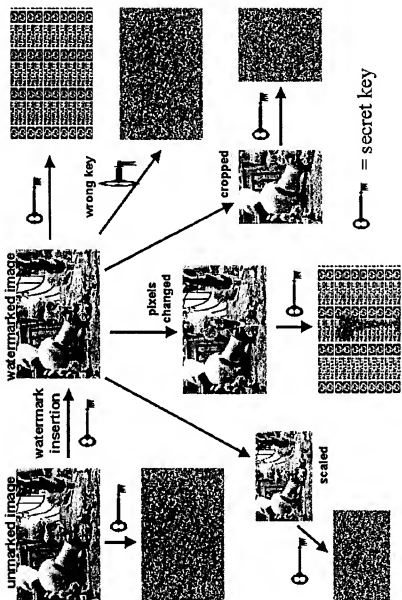 unmarked image
watermark
insertion
watermarked image
wrong key
scaled
pixels
changed
cropped
= secret key